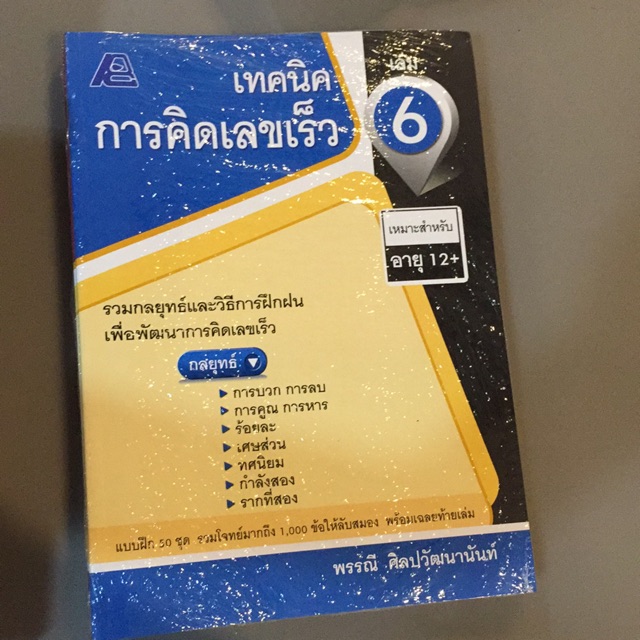 เทคนิค
การคิดเลขเร็ว
เล่ม
6
เหมาะสำหรับ
อายุ 12+
รวมกลยุทธ์และวิธีการฝึกฝน
เพื่อพัฒนาการคิดเลขเร็ว
กลยุทธ์
การบวก การลบ
การคูณ การหาร
ร้อยละ
เศษส่วน
ทศนิยม
กำลังสอง
รากที่สอง
แบบฝึก 50 ชุด รวมโจทย์มากถึง 1,000 ข้อให้ลับสมอง พร้อมเฉลยท้ายเล่ม
พรรณี ศิลปวัฒนานันท์